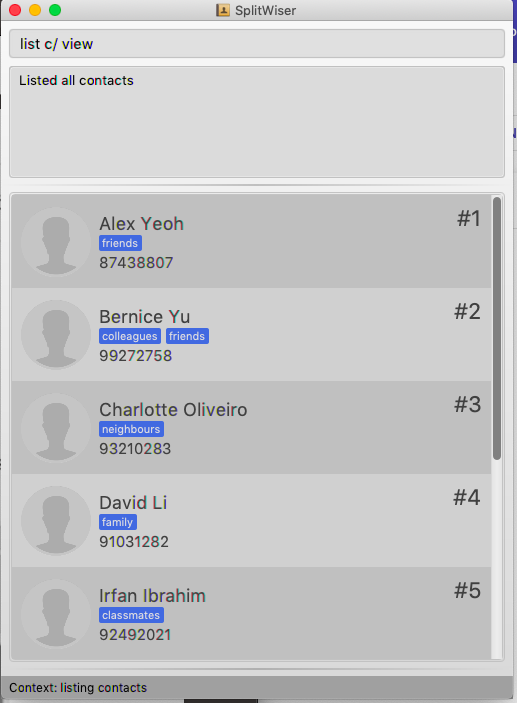 SplitWiser
list c/ view
Listed all contacts
Alex Yeoh #1
friends
87438807
Bernice Yu #2
colleagues friends
99272758
Charlotte Oliveiro #3
neighbours
93210283
David Li #4
family
91031282
Irfan Ibrahim #5
classmates
92492021
Context: listing contacts